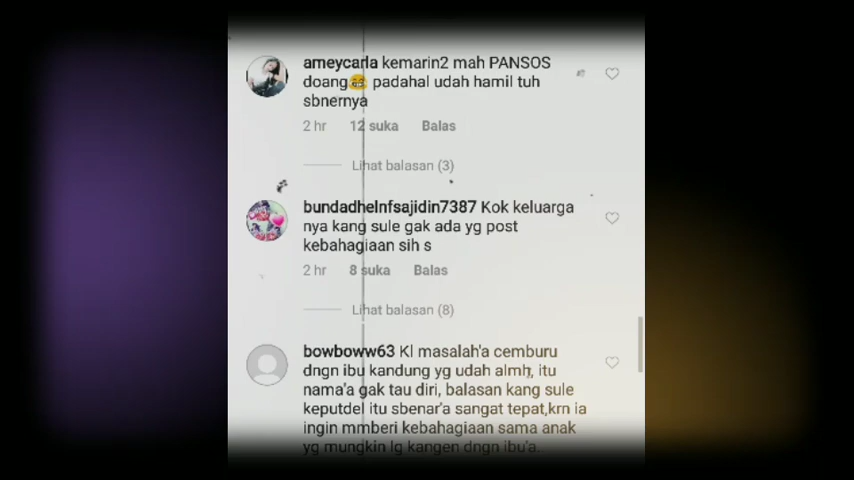 ameycarla kemarin2 mah PANSOS
doang😁 padahal udah hamil tuh
sbnernya
2 hr 12 suka Balas
Lihat balasan (3)
bundadhelnfsajidin7387 Kok keluarga
nya kang sule gak ada yg post
kebahagiaan sih s
2 hr 8 suka Balas
Lihat balasan (8)
bowboww63 Kl masalah'a cemburu
dngn ibu kandung yg udah almh, itu
nama'a gak tau diri, balasan kang sule
keputdel itu sbenar'a sangat tepat,krn ia
ingin mmberi kebahagiaan sama anak
yg mungkin lg kangen dngn ibu'a..